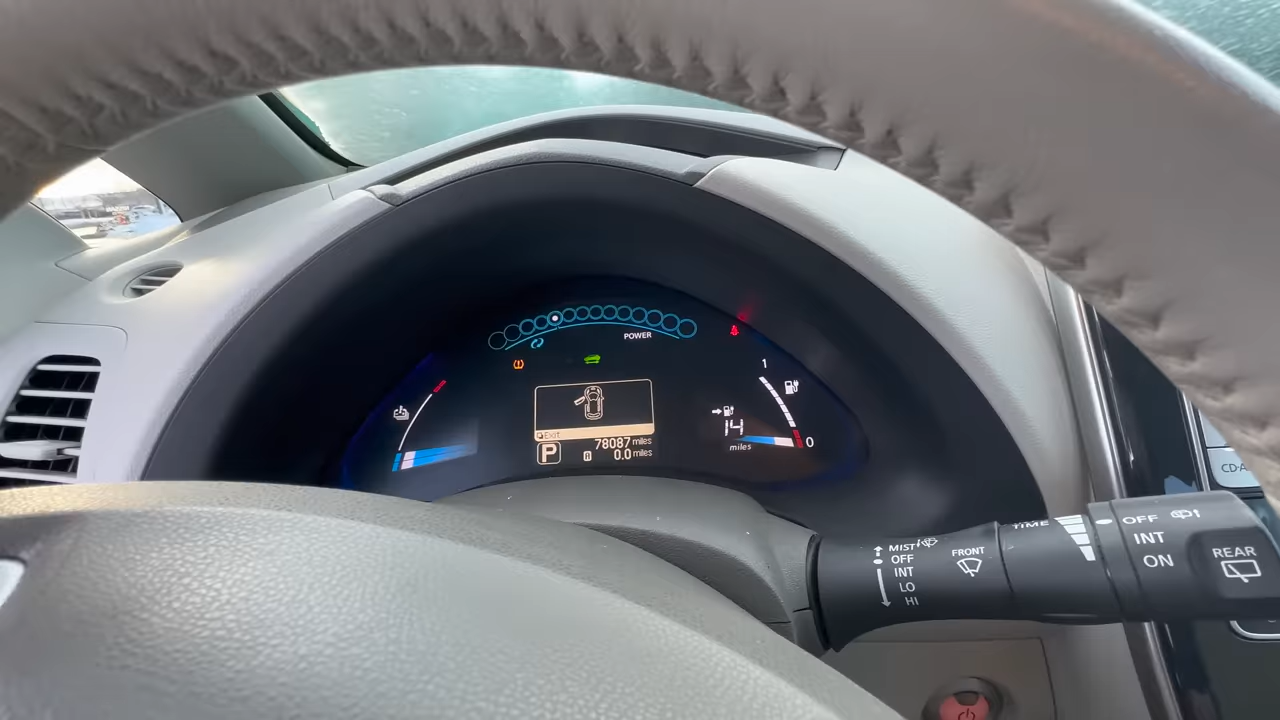 POWER
1
14
miles
0
Exit
P
78087 miles
0.0 miles
MIST
OFF
INT
LO
HI
FRONT
TIME
OFF
INT
ON
REAR
CD-A